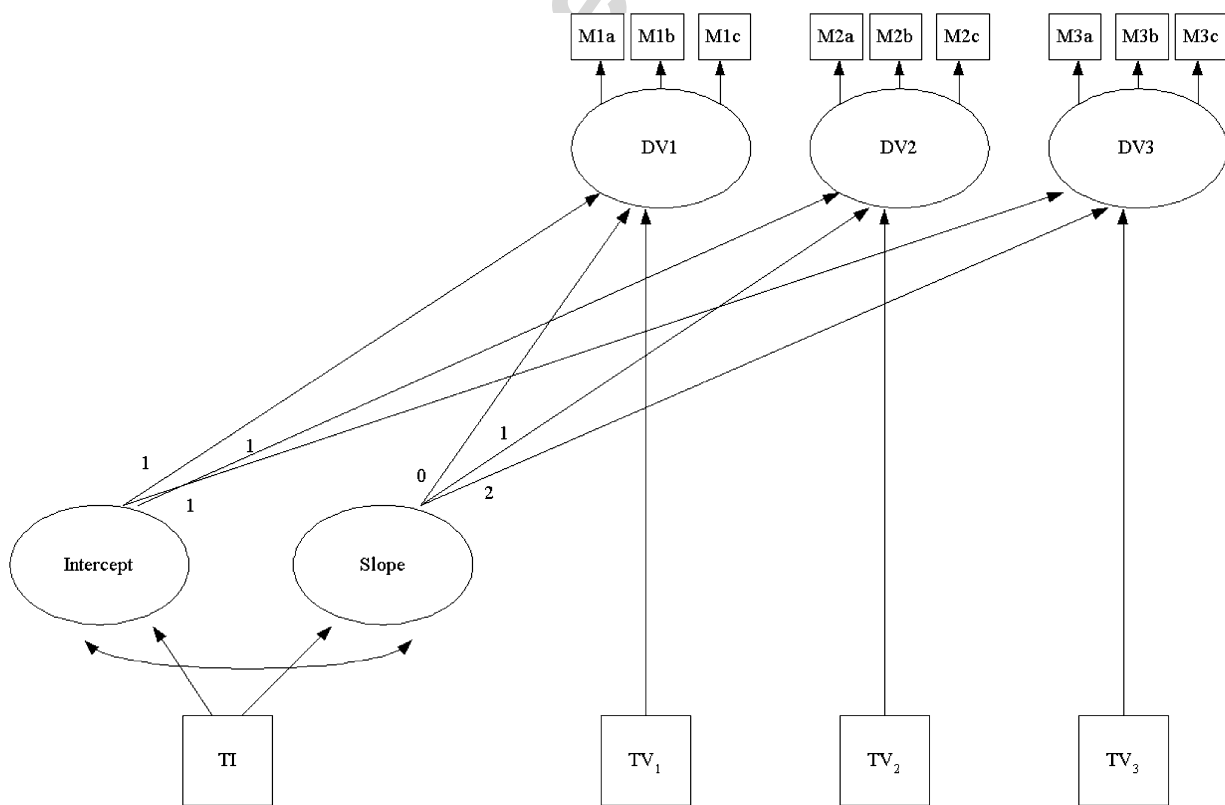 M1a M1b M1c M2a M2b M2c M3a M3b M3c
DV1 DV2 DV3
1 1 1
0 1 2
Intercept Slope
TI TV₁ TV₂ TV₃